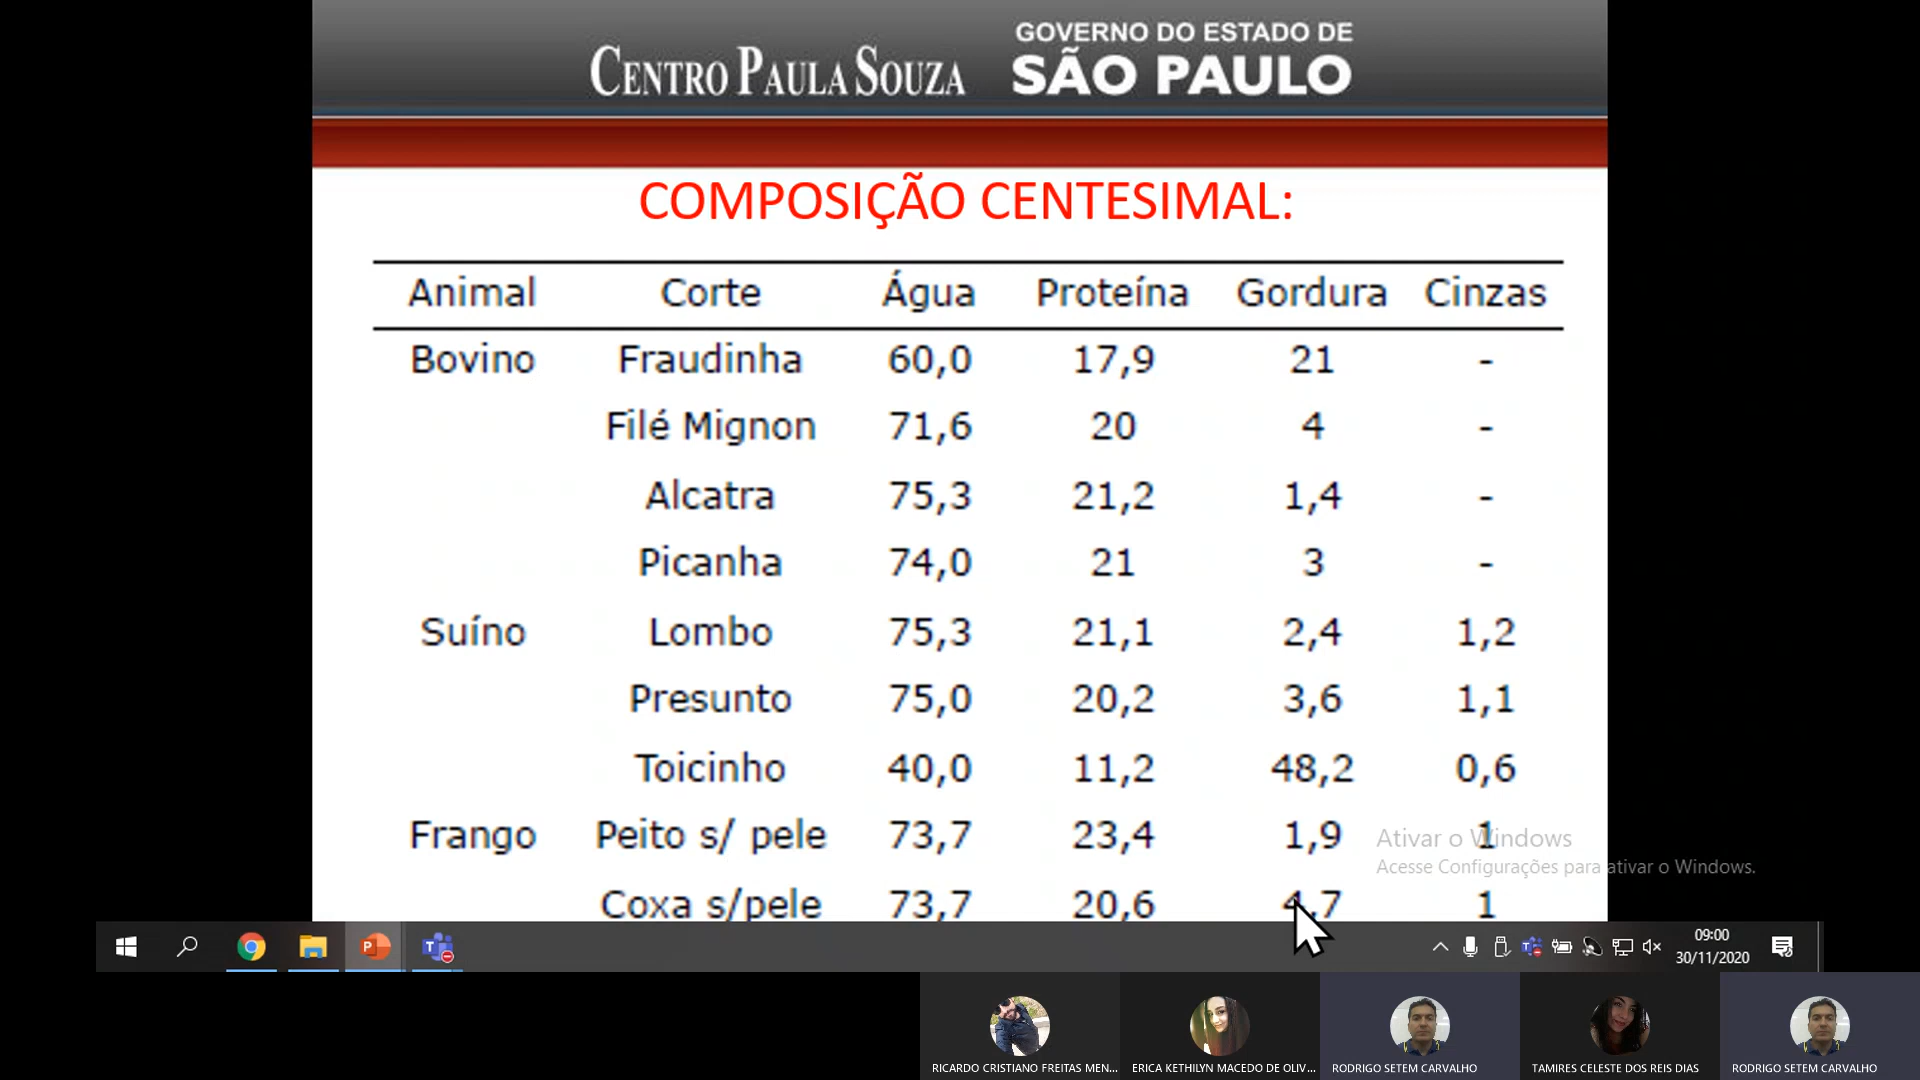 CENTRO PAULA SOUZA
GOVERNO DO ESTADO DE
SÃO PAULO
COMPOSIÇÃO CENTESIMAL:
Animal Corte Água Proteína Gordura Cinzas
Bovino Fraudinha 60,0 17,9 21 -
Filé Mignon 71,6 20 4 -
Alcatra 75,3 21,2 1,4 -
Picanha 74,0 21 3 -
Suíno Lombo 75,3 21,1 2,4 1,2
Presunto 75,0 20,2 3,6 1,1
Toicinho 40,0 11,2 48,2 0,6
Frango Peito s/ pele 73,7 23,4 1,9 1
Ativar o Windows
Acesse Configurações para ativar o Windows.
Coxa s/pele 73,7 20,6 4,7 1
09:00
30/11/2020
RICARDO CRISTIANO FREITAS MEN...
ERICA KETHILYN MACEDO DE OLIV...
RODRIGO SETEM CARVALHO
TAMIRES CELESTE DOS REIS DIAS
RODRIGO SETEM CARVALHO